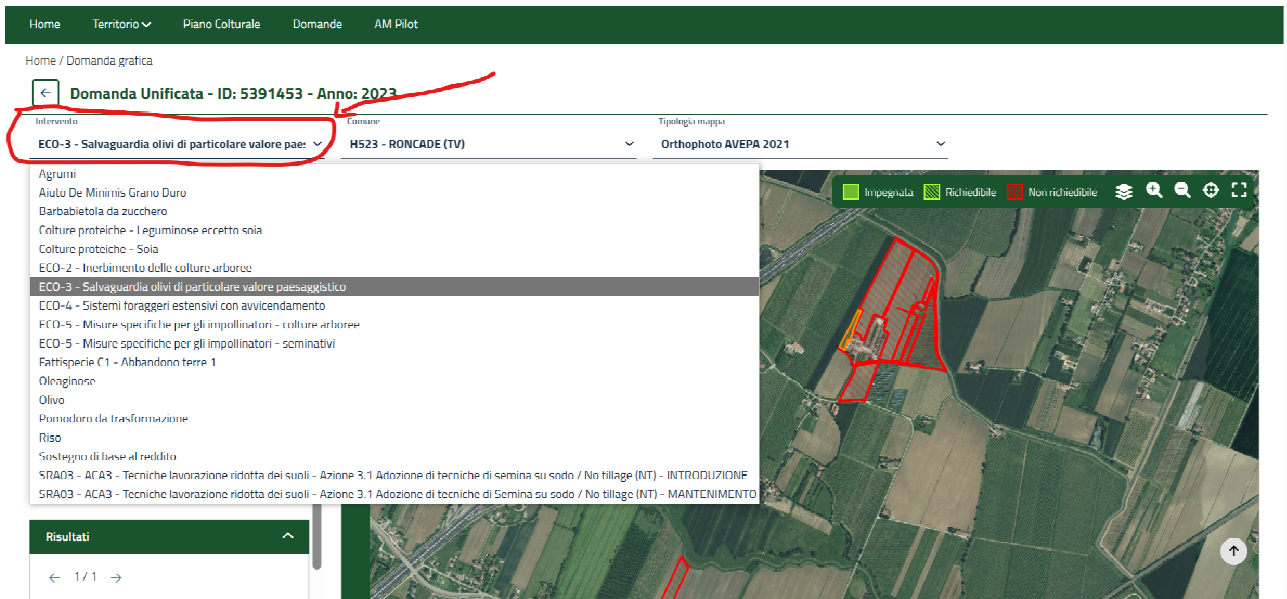 Home Territorio Piano Colturale Domande AM Pilot
Home / Domanda grafica
Domanda Unificata - ID: 5391453 - Anno: 2023
Intervento Comune Tipologia mappa
ECO-3 - Salvaguardia olivi di particolare valore paes H523 - RONCADE (TV) Orthophoto AVEPA 2021
Agrumi
Aiuto De Minimis Grano Duro
Barbabietola da zucchero
Colture proteiche - Leguminose eccetto soia
Colture proteiche - Soia
ECO-2 - Inerbimento delle colture arboree
ECO-3 - Salvaguardia olivi di particolare valore paesaggistico
ECO-4 - Sistemi foraggeri estensivi con avvicendamento
ECO-5 - Misure specifiche per gli impollinatori - colture arboree
ECO-5 - Misure specifiche per gli impollinatori - seminativi
Fattispecie C1 - Abbandono terre 1
Oleaginose
Olivo
Pomodoro da trasformazione
Riso
Sostegno di base al reddito
SRA03 - ACA3 - Tecniche lavorazione ridotta dei suoli - Azione 3.1 Adozione di tecniche di semina su sodo / No tillage (NT) - INTRODUZIONE
SRA03 - ACA3 - Tecniche lavorazione ridotta dei suoli - Azione 3.1 Adozione di tecniche di Semina su sodo / No tillage (NT) - MANTENIMENTO
Impegnata Richiedibile Non richiedibile
Risultati
1 / 1